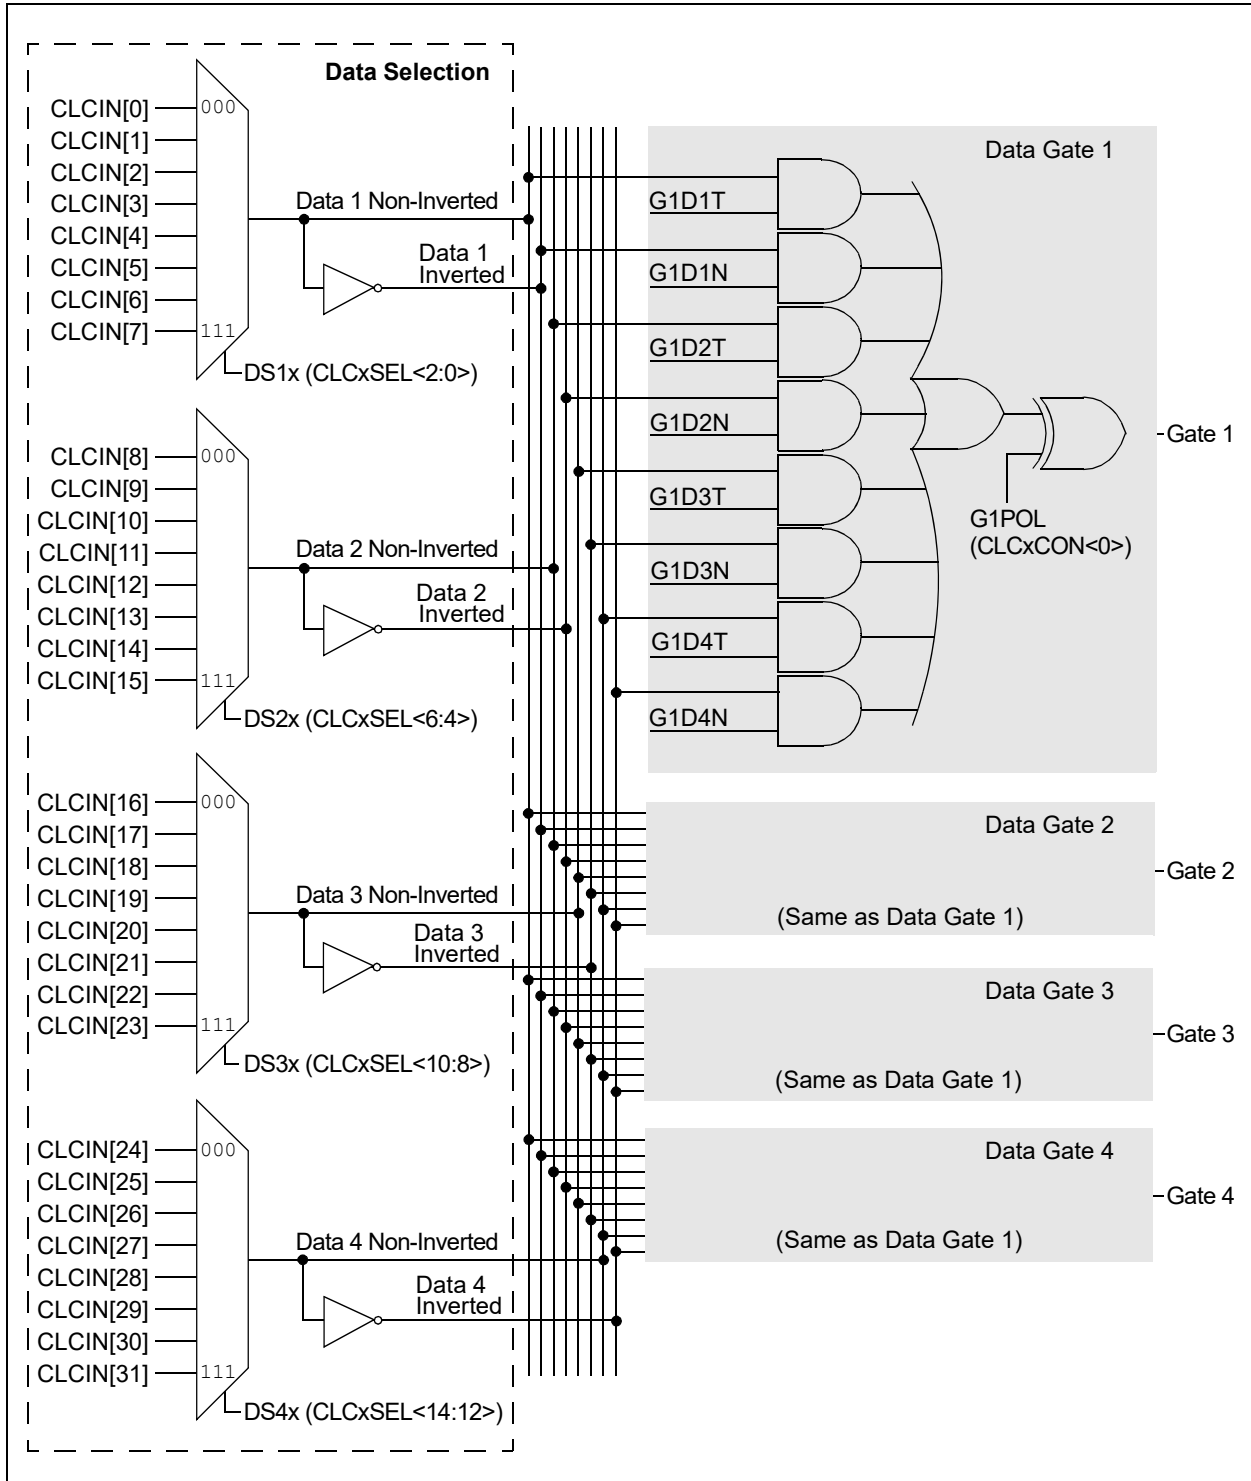 Data Selection
CLCIN[0]
000
CLCIN[1]
CLCIN[2]
CLCIN[3]
CLCIN[4]
CLCIN[5]
CLCIN[6]
CLCIN[7]
111
Data 1 Non-Inverted
Data 1
Inverted
DS1x (CLCxSEL<2:0>)
CLCIN[8]
000
CLCIN[9]
CLCIN[10]
CLCIN[11]
CLCIN[12]
CLCIN[13]
CLCIN[14]
CLCIN[15]
111
Data 2 Non-Inverted
Data 2
Inverted
DS2x (CLCxSEL<6:4>)
CLCIN[16]
000
CLCIN[17]
CLCIN[18]
CLCIN[19]
CLCIN[20]
CLCIN[21]
CLCIN[22]
CLCIN[23]
111
Data 3 Non-Inverted
Data 3
Inverted
DS3x (CLCxSEL<10:8>)
CLCIN[24]
000
CLCIN[25]
CLCIN[26]
CLCIN[27]
CLCIN[28]
CLCIN[29]
CLCIN[30]
CLCIN[31]
111
Data 4 Non-Inverted
Data 4
Inverted
DS4x (CLCxSEL<14:12>)
Data Gate 1
G1D1T
G1D1N
G1D2T
G1D2N
G1D3T
G1D3N
G1D4T
G1D4N
G1POL
(CLCxCON<0>)
Gate 1
Data Gate 2
(Same as Data Gate 1)
Gate 2
Data Gate 3
(Same as Data Gate 1)
Gate 3
Data Gate 4
(Same as Data Gate 1)
Gate 4